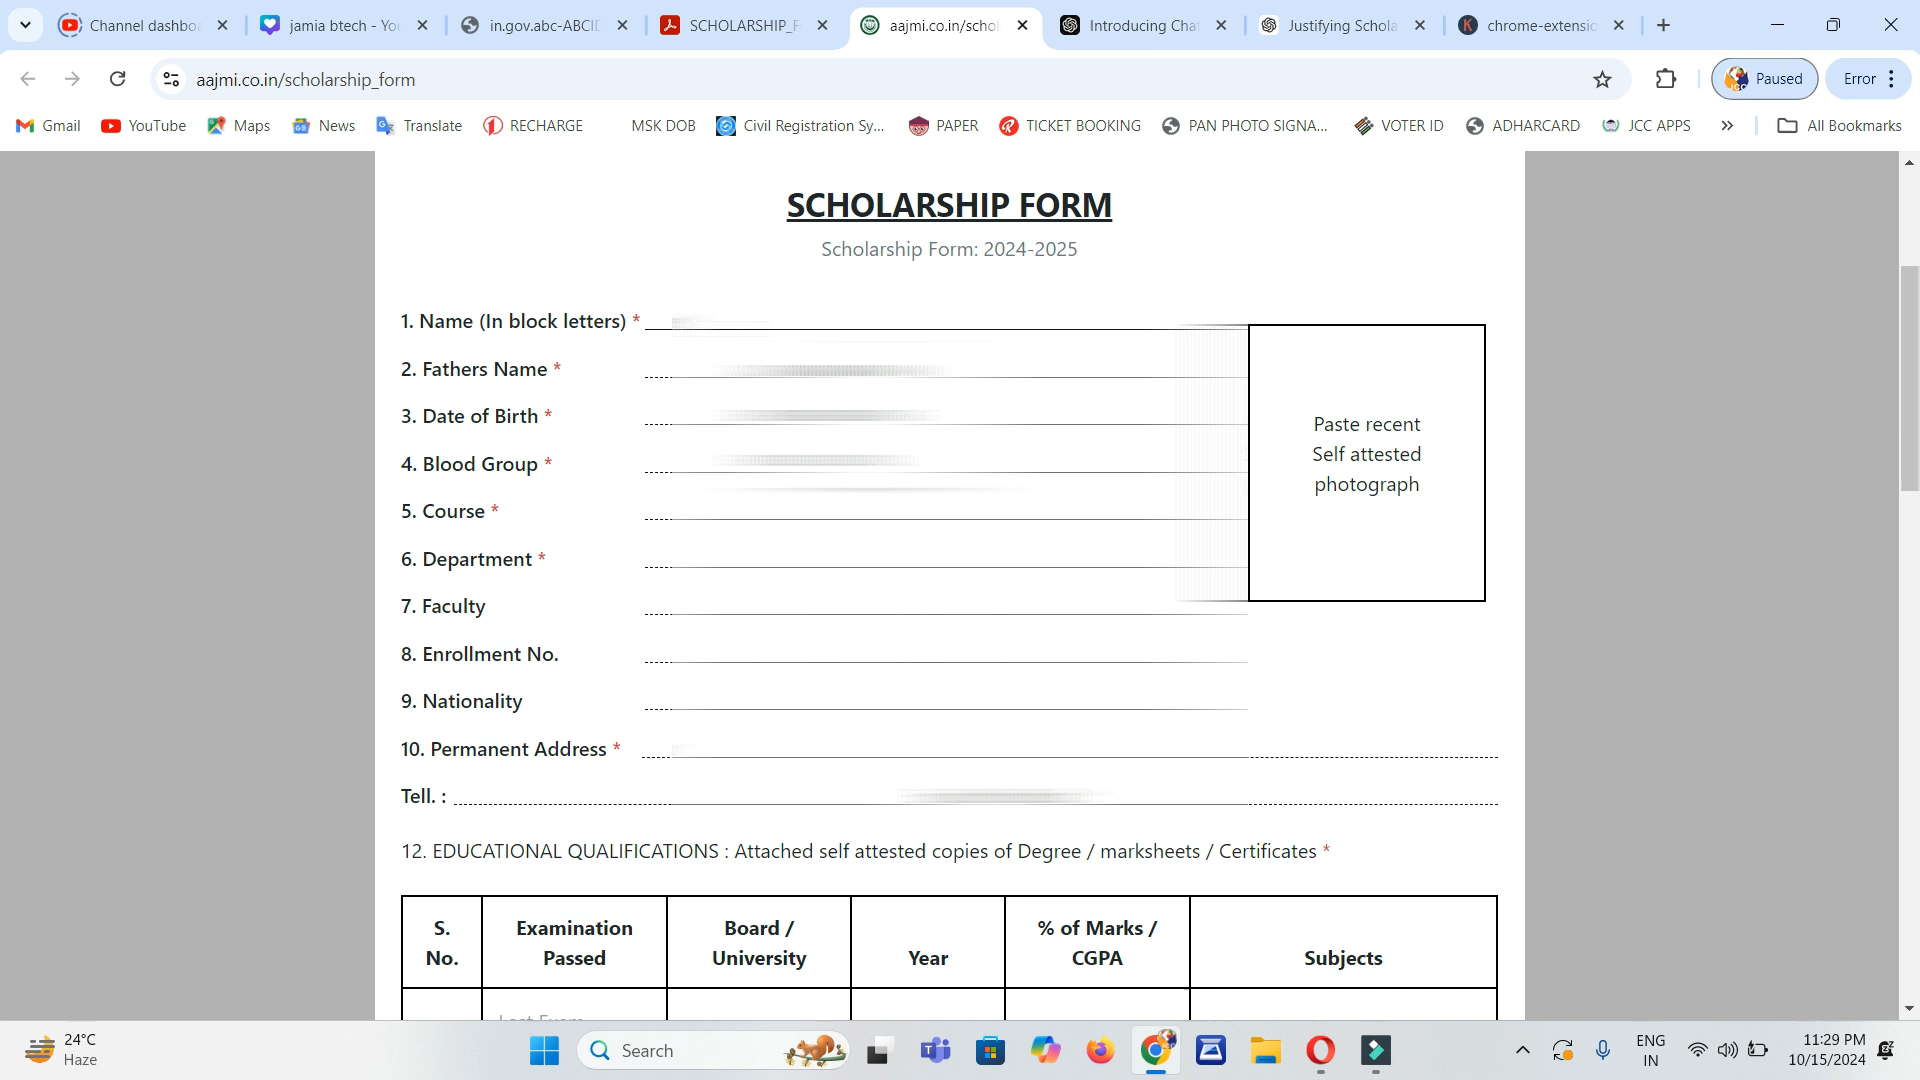 Channel dashboa
jamia btech - You
in.gov.abc-ABCID
SCHOLARSHIP_F
aajmi.co.in/schol
Introducing Chat
Justifying Schola
chrome-extensio
aajmi.co.in/scholarship_form
Paused
Error
Gmail
YouTube
Maps
News
Translate
RECHARGE
MSK DOB
Civil Registration Sy...
PAPER
TICKET BOOKING
PAN PHOTO SIGNA...
VOTER ID
ADHARCARD
JCC APPS
All Bookmarks
SCHOLARSHIP FORM
Scholarship Form: 2024-2025
1. Name (In block letters) *
2. Fathers Name *
3. Date of Birth *
4. Blood Group *
5. Course *
6. Department *
7. Faculty
8. Enrollment No.
9. Nationality
10. Permanent Address *
Tell. :
Paste recent
Self attested
photograph
12. EDUCATIONAL QUALIFICATIONS : Attached self attested copies of Degree / marksheets / Certificates *
S. No.
Examination Passed
Board / University
Year
% of Marks / CGPA
Subjects
24°C
Haze
Search
ENG
IN
11:29 PM
10/15/2024